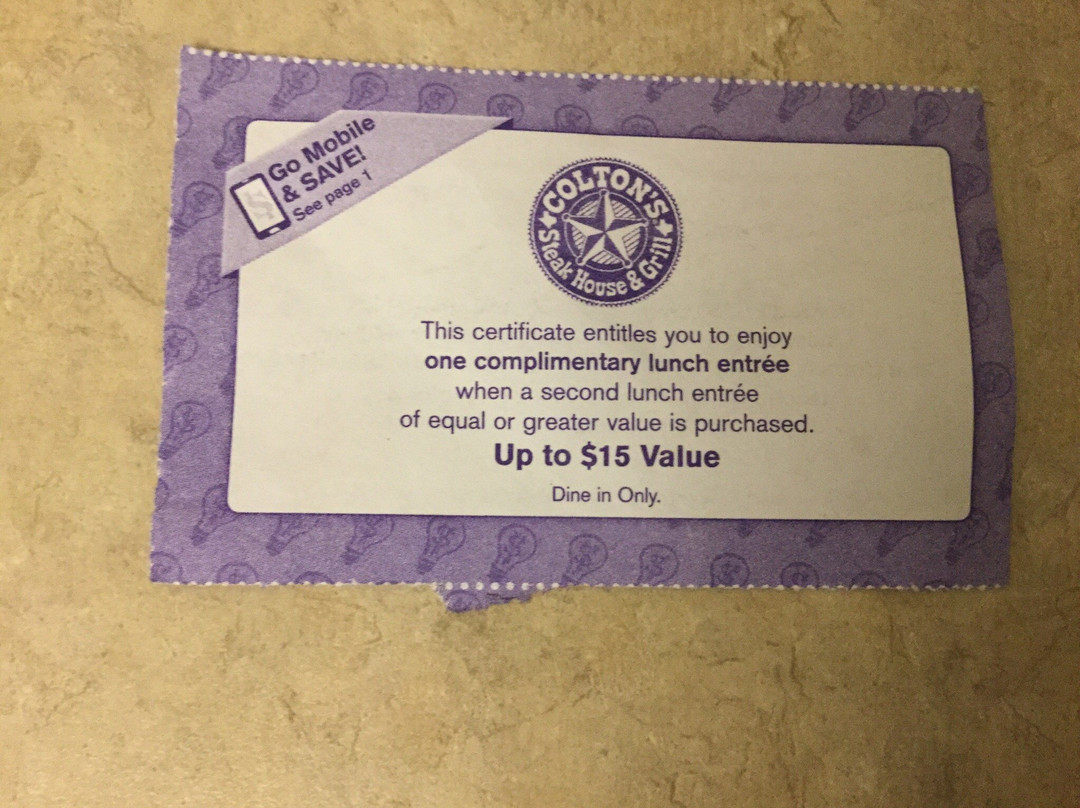 Go Mobile
& SAVE!
See page 1
COLTON'S
Steak House & Grill
This certificate entitles you to enjoy
one complimentary lunch entrée
when a second lunch entrée
of equal or greater value is purchased.
Up to $15 Value
Dine in Only.